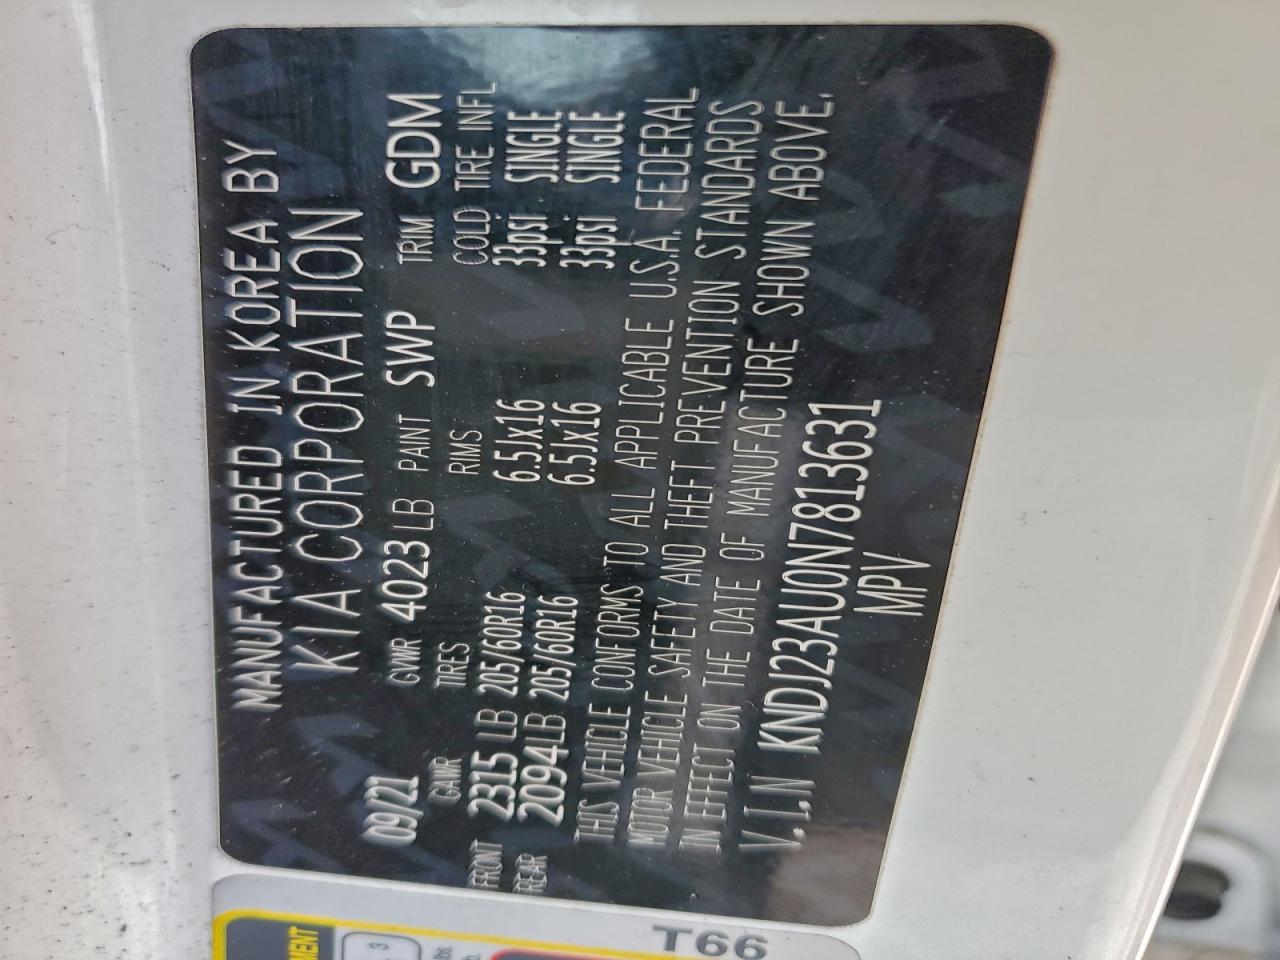 MANUFACTURED IN KOREA BY
KIA CORPORATION
09/21 GVWR 4023 LB PAINT SWP TRIM GDM
GAWR TIRES RIMS COLD TIRE INFL
FRONT 2315 LB 205/60R16 6.5Jx16 33psi SINGLE
REAR 2094LB 205/60R16 6.5Jx16 33psi SINGLE
THIS VEHICLE CONFORMS TO ALL APPLICABLE U.S.A. FEDERAL
MOTOR VEHICLE SAFETY AND THEFT PREVENTION STANDARDS
IN EFFECT ON THE DATE OF MANUFACTURE SHOWN ABOVE.
V.I.N KNDJ23AU0N7813631
MPV
T66
MENT
3